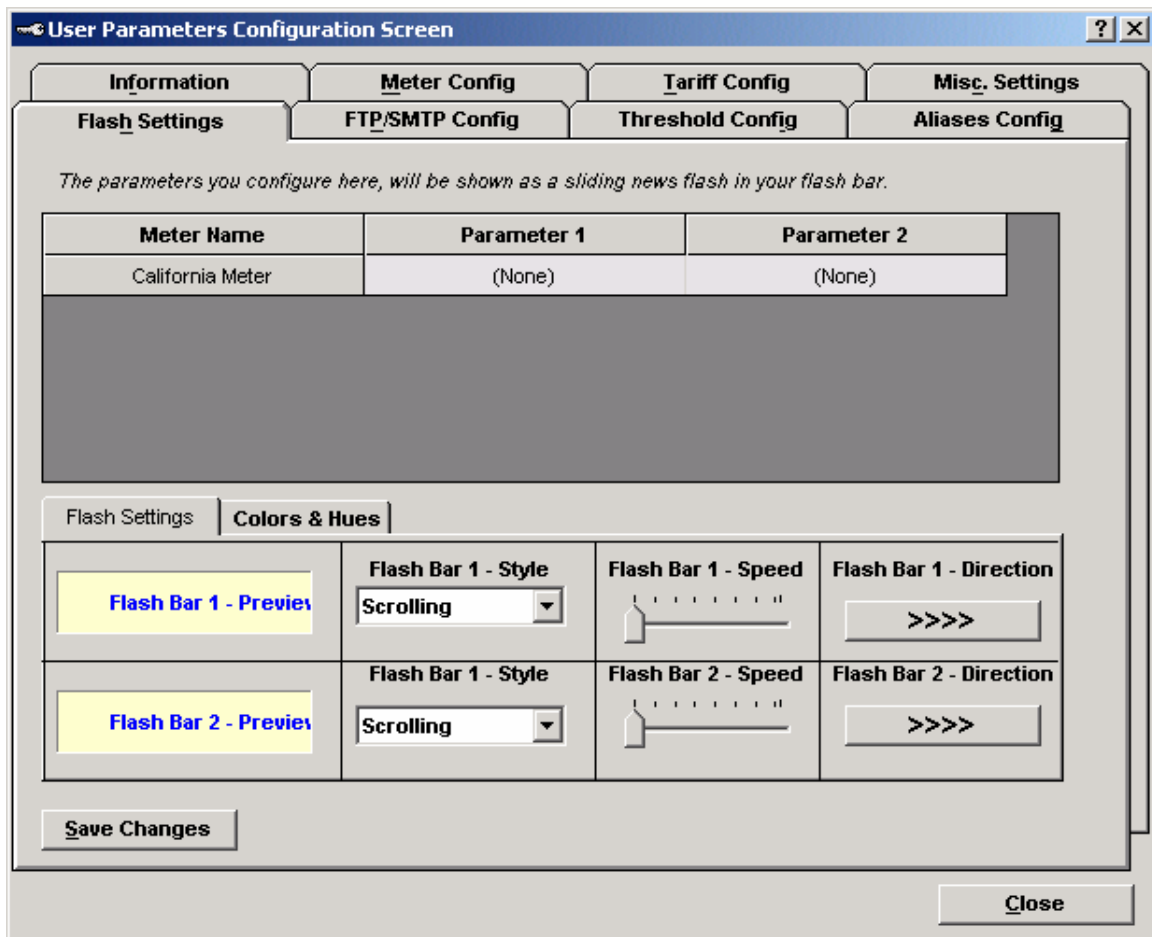 User Parameters Configuration Screen
Information Meter Config Tariff Config Misc. Settings
Flash Settings FTP/SMTP Config Threshold Config Aliases Config
The parameters you configure here, will be shown as a sliding news flash in your flash bar.
Meter Name Parameter 1 Parameter 2
California Meter (None) (None)
Flash Settings Colors & Hues
Flash Bar 1 - Style Flash Bar 1 - Speed Flash Bar 1 - Direction
Flash Bar 1 - Previe Scrolling >>>>
Flash Bar 1 - Style Flash Bar 2 - Speed Flash Bar 2 - Direction
Flash Bar 2 - Previe Scrolling >>>>
Save Changes
Close